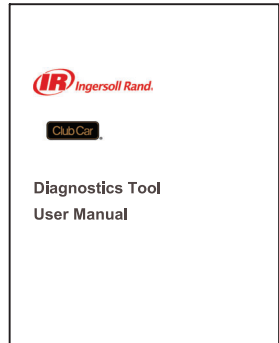 IR Ingersoll Rand.
Club Car.
Diagnostics Tool
User Manual